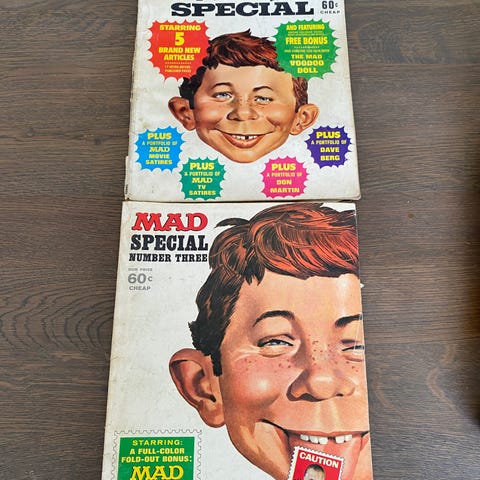 SPECIAL
60¢
CHEAP
STARRING
5
BRAND NEW
ARTICLES
AND FEATURING
FREE BONUS
THE MAD
VOODOO
DOLL
PLUS
A PORTFOLIO OF
MAD
MOVIE
SATIRES
PLUS
A PORTFOLIO OF
MAD
TV
SATIRES
PLUS
A PORTFOLIO OF
DON
MARTIN
PLUS
A PORTFOLIO OF
DAVE
BERG
MAD
SPECIAL
NUMBER THREE
OUR PRICE
60¢
CHEAP
STARRING:
A FULL-COLOR
FOLD-OUT BONUS:
MAD
CAUTION